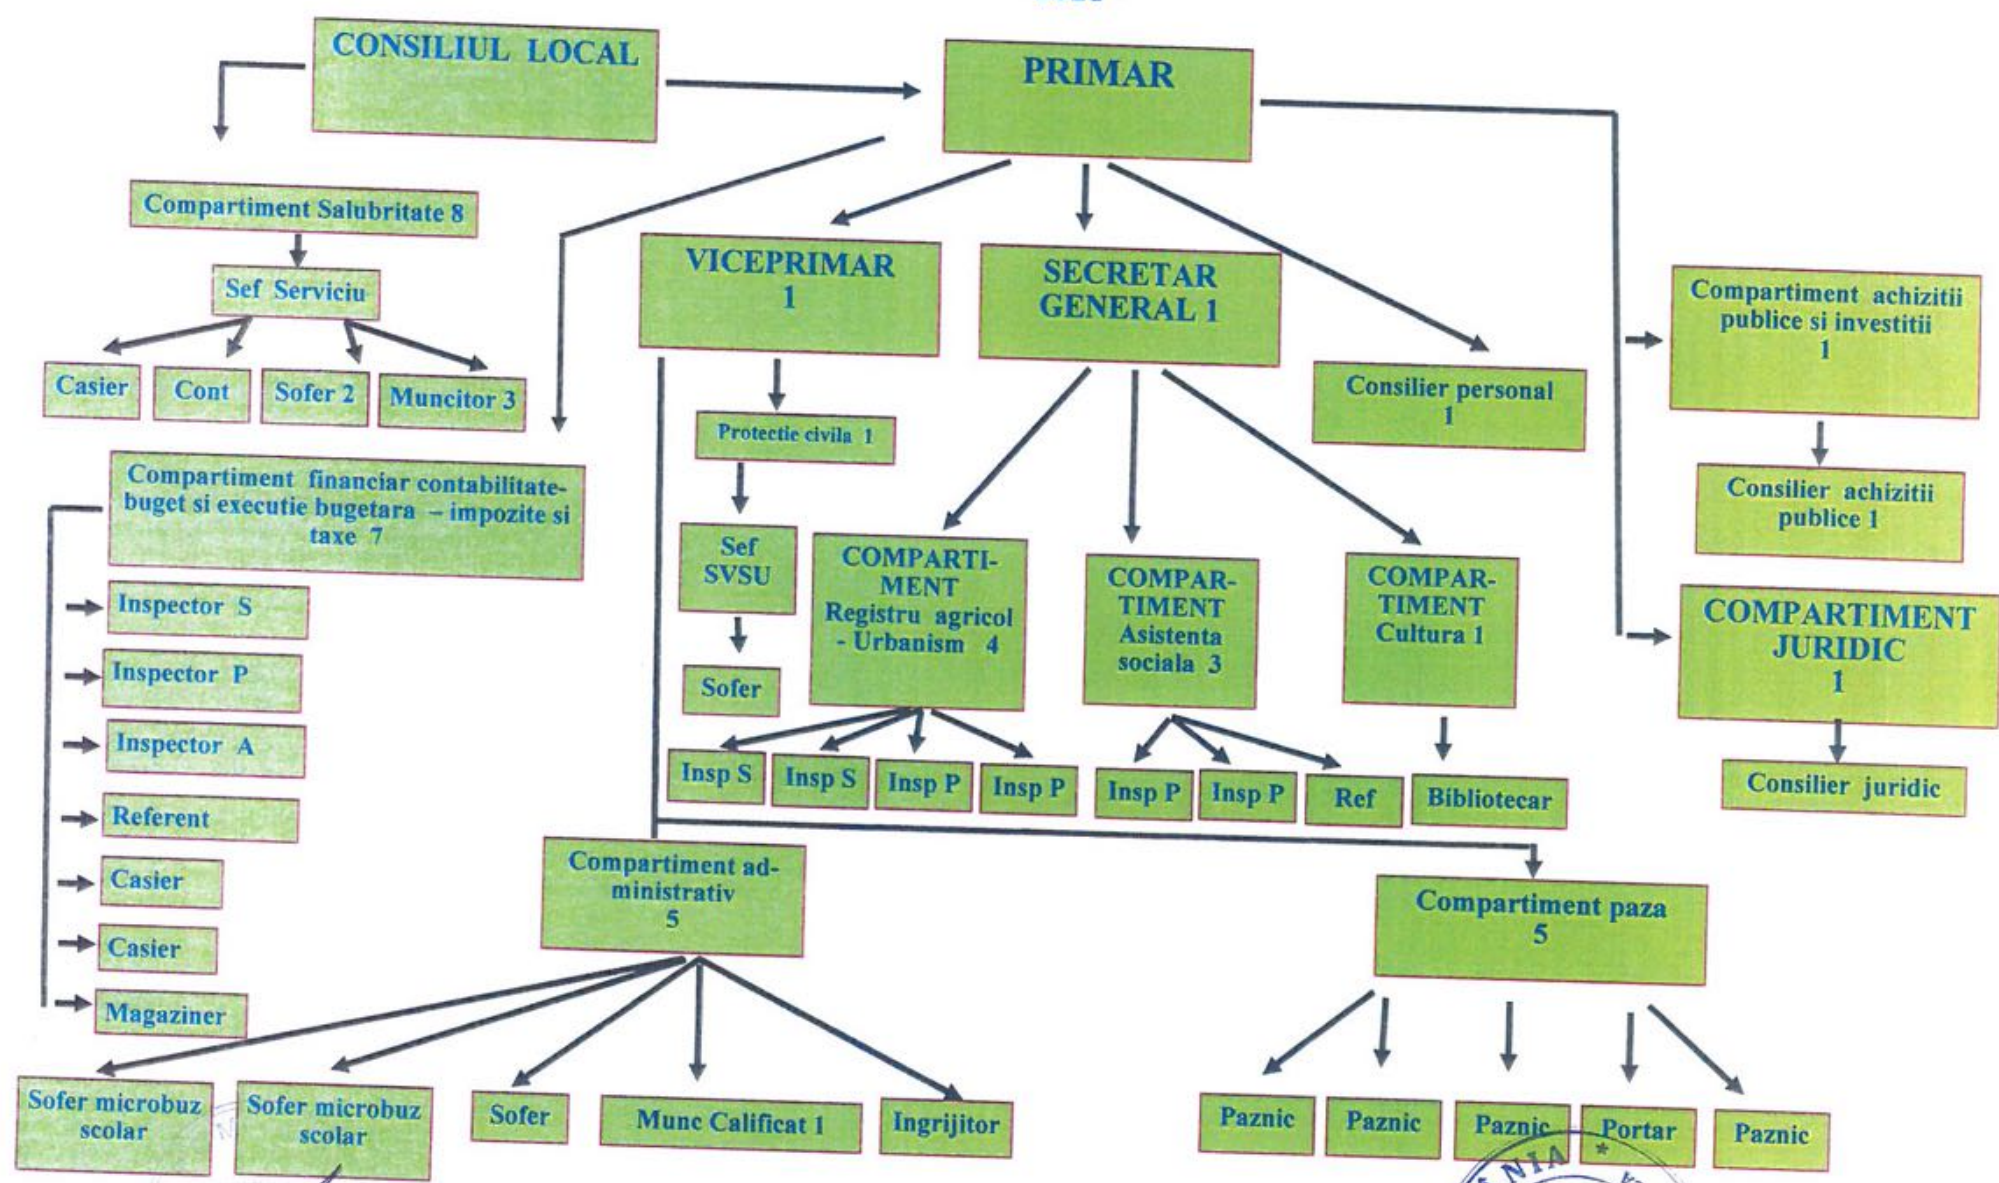 CONSILIUL LOCAL
PRIMAR
Compartiment Salubritate 8
Sef Serviciu
Casier
Cont
Sofer 2
Muncitor 3
VICEPRIMAR
1
SECRETAR
GENERAL 1
Consilier personal
1
Compartiment achizitii
publice si investitii
1
Consilier achizitii
publice 1
COMPARTIMENT
JURIDIC
1
Consilier juridic
Protectie civila 1
Sef
SVSU
Sofer
Compartiment financiar contabilitate-
buget si executie bugetara – impozite si
taxe 7
Inspector S
Inspector P
Inspector A
Referent
Casier
Casier
Magaziner
COMPARTI-
MENT
Registru agricol
- Urbanism 4
COMPAR-
TIMENT
Asistenta
sociala 3
COMPAR-
TIMENT
Cultura 1
Insp S
Insp S
Insp P
Insp P
Insp P
Insp P
Ref
Bibliotecar
Compartiment ad-
ministrativ
5
Compartiment paza
5
Sofer microbuz
scolar
Sofer microbuz
scolar
Sofer
Munc Calificat 1
Ingrijitor
Paznic
Paznic
Paznic
Portar
Paznic